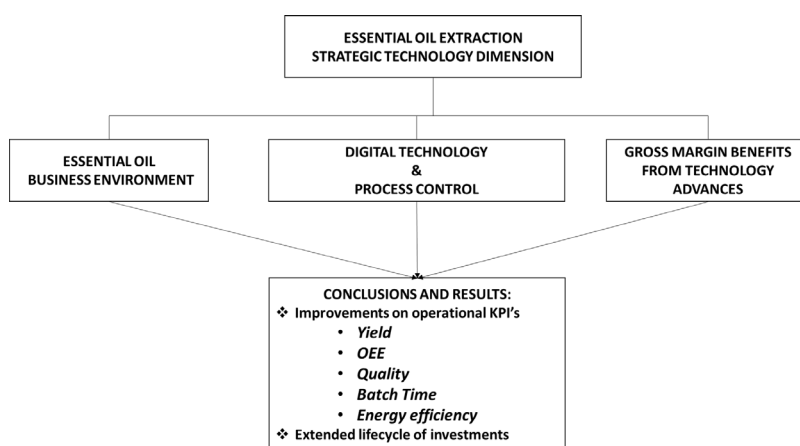 ESSENTIAL OIL EXTRACTION
STRATEGIC TECHNOLOGY DIMENSION
ESSENTIAL OIL
BUSINESS ENVIRONMENT
DIGITAL TECHNOLOGY
&
PROCESS CONTROL
GROSS MARGIN BENEFITS
FROM TECHNOLOGY
ADVANCES
CONCLUSIONS AND RESULTS:
❖ Improvements on operational KPI's
• Yield
• OEE
• Quality
• Batch Time
• Energy efficiency
❖ Extended lifecycle of investments